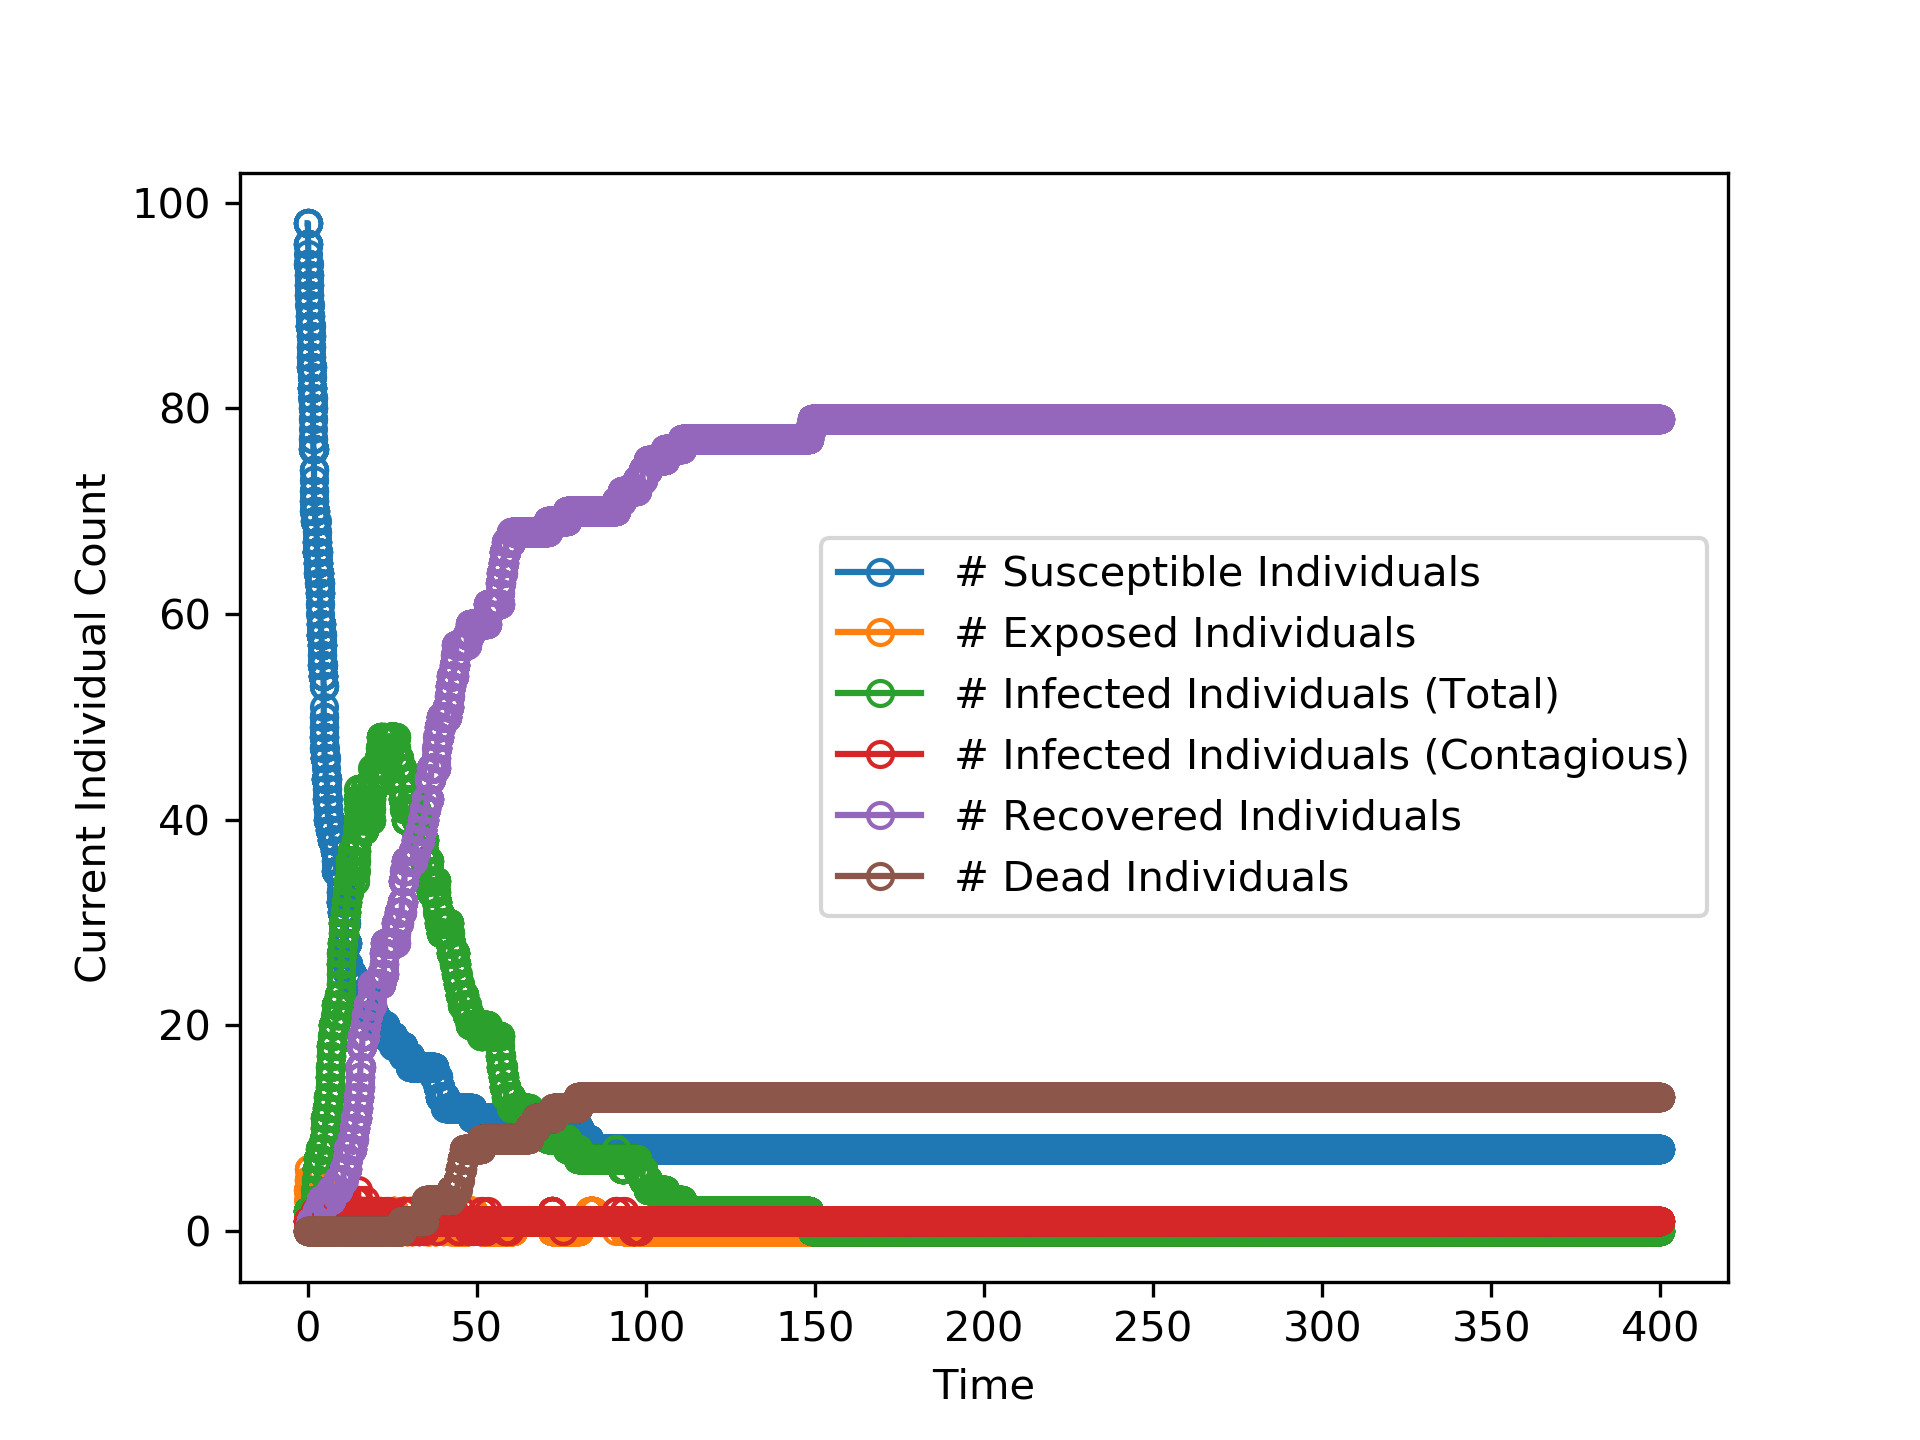 100
80
60
40
20
0
Current Individual Count
# Susceptible Individuals
# Exposed Individuals
# Infected Individuals (Total)
# Infected Individuals (Contagious)
# Recovered Individuals
# Dead Individuals
0 50 100 150 200 250 300 350 400
Time